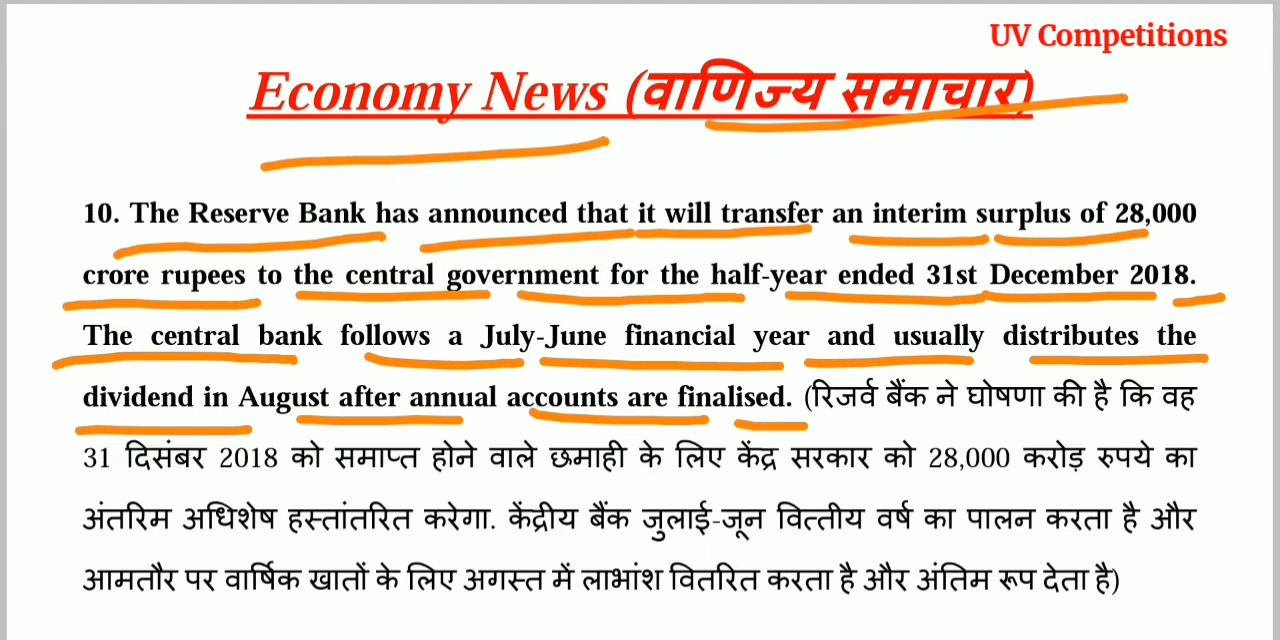 UV Competitions
Economy News (वाणिज्य समाचार)
10. The Reserve Bank has announced that it will transfer an interim surplus of 28,000
crore rupees to the central government for the half-year ended 31st December 2018.
The central bank follows a July-June financial year and usually distributes the
dividend in August after annual accounts are finalised. (रिजर्व बैंक ने घोषणा की है कि वह
31 दिसंबर 2018 को समाप्त होने वाले छमाही के लिए केंद्र सरकार को 28,000 करोड़ रुपये का
अंतरिम अधिशेष हस्तांतरित करेगा. केंद्रीय बैंक जुलाई-जून वित्तीय वर्ष का पालन करता है और
आमतौर पर वार्षिक खातों के लिए अगस्त में लाभांश वितरित करता है और अंतिम रूप देता है)